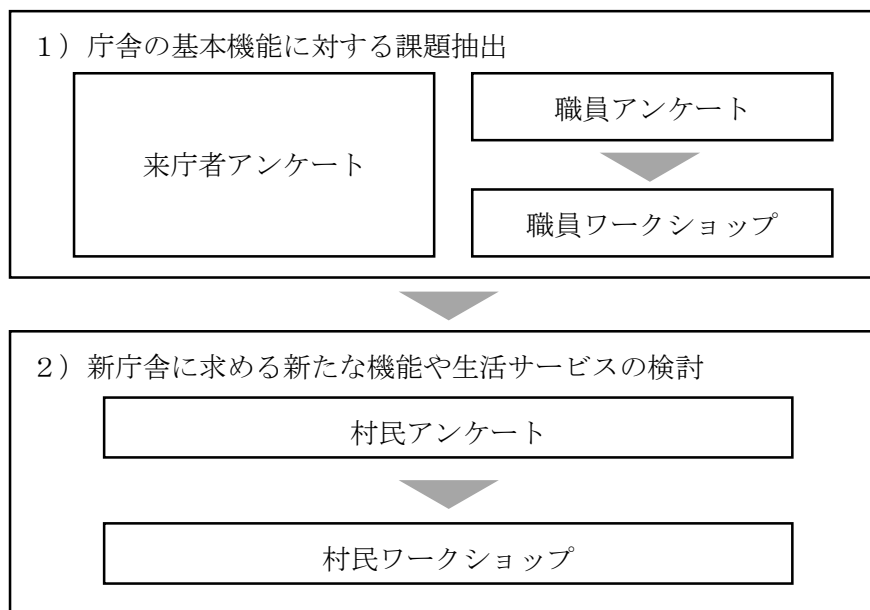 １）庁舎の基本機能に対する課題抽出
来庁者アンケート
職員アンケート
職員ワークショップ
２）新庁舎に求める新たな機能や生活サービスの検討
村民アンケート
村民ワークショップ